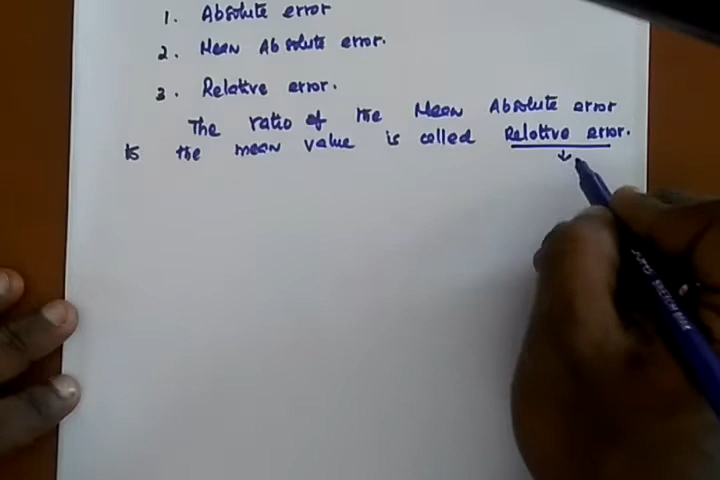 1. Absolute error
2. Mean Absolute error.
3. Relative error.
The ratio of the Mean Absolute error
to the mean value is called Relative error.